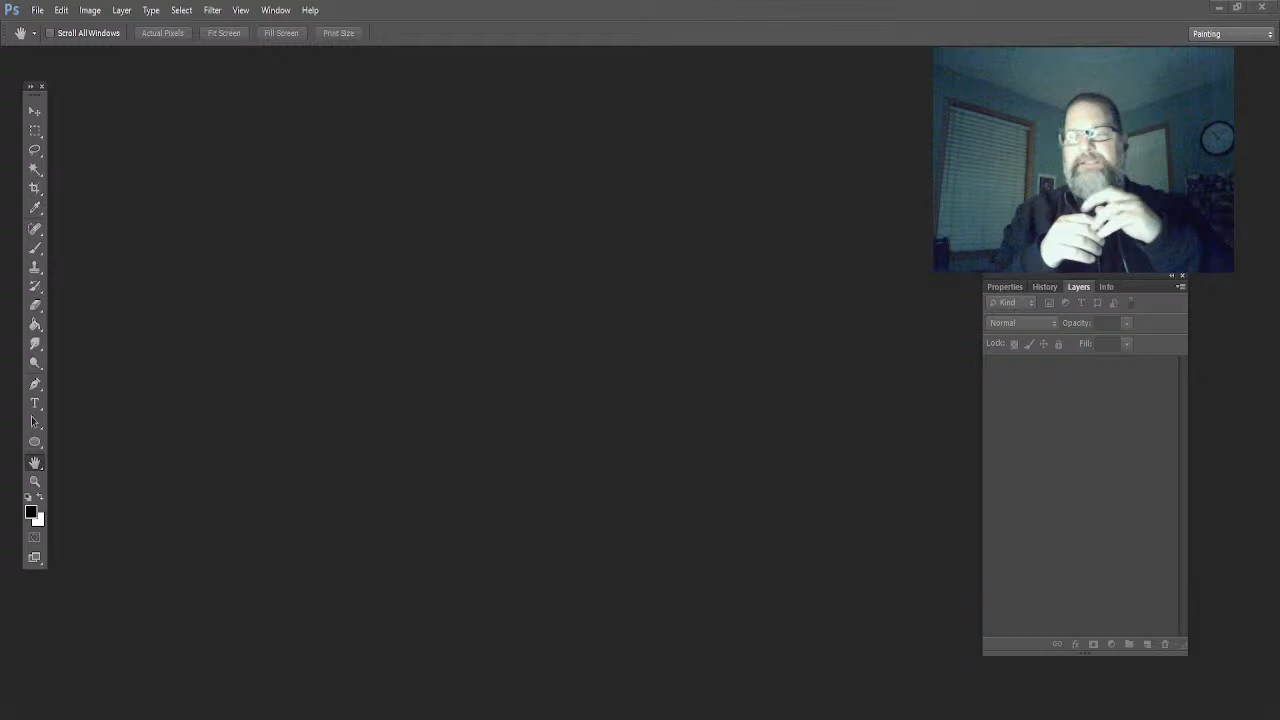 Ps File Edit Image Layer Type Select Filter View Window Help
Scroll All Windows Actual Pixels Fit Screen Fill Screen Print Size Painting
Properties History Layers Info
Kind
Normal Opacity:
Lock: Fill: